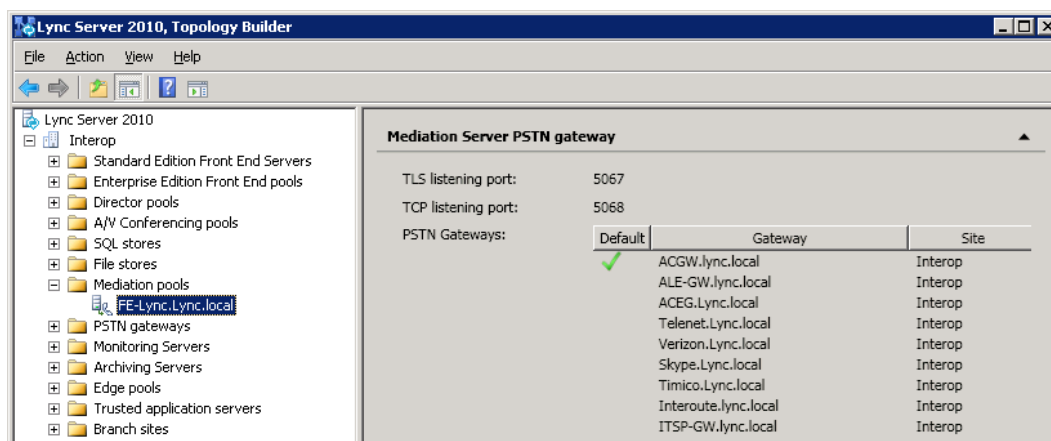 Lync Server 2010, Topology Builder
File Action View Help
Lync Server 2010
Interop
Standard Edition Front End Servers
Enterprise Edition Front End pools
Director pools
A/V Conferencing pools
SQL stores
File stores
Mediation pools
FE-Lync.Lync.local
PSTN gateways
Monitoring Servers
Archiving Servers
Edge pools
Trusted application servers
Branch sites
Mediation Server PSTN gateway
TLS listening port: 5067
TCP listening port: 5068
PSTN Gateways: Default Gateway Site
ACGW.lync.local Interop
ALE-GW.lync.local Interop
ACEG.Lync.local Interop
Telenet.Lync.local Interop
Verizon.Lync.local Interop
Skype.Lync.local Interop
Timico.Lync.local Interop
Interoute.lync.local Interop
ITSP-GW.lync.local Interop